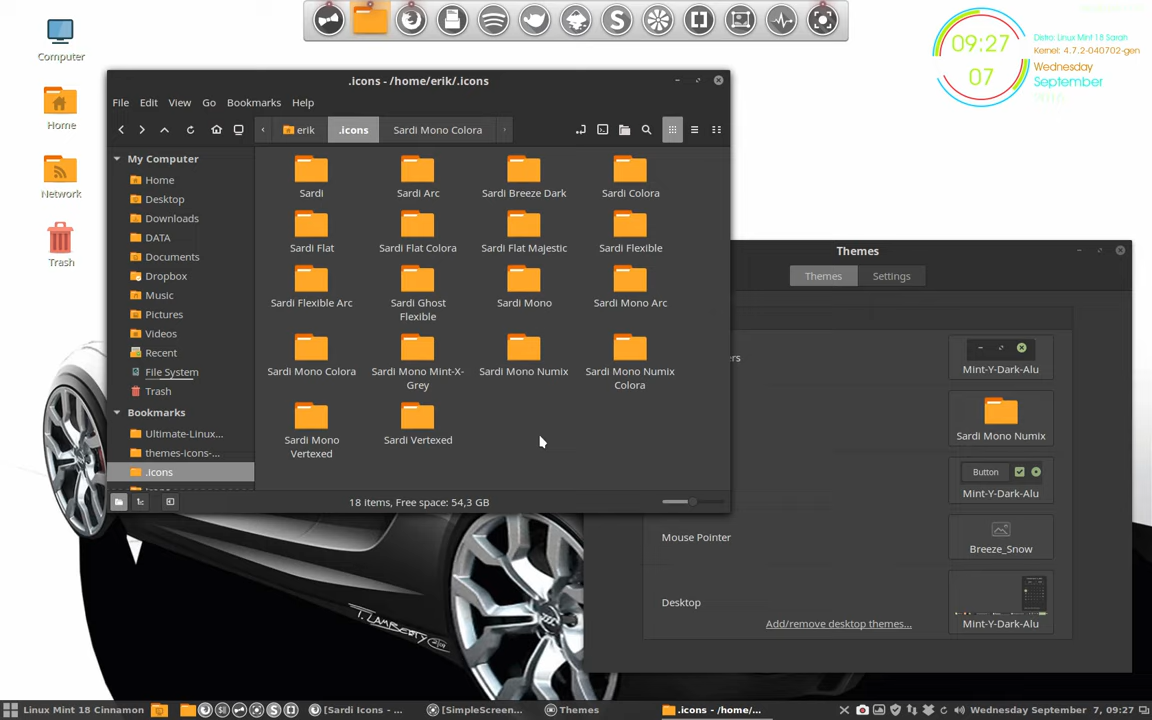 Computer
Home
Network
Trash
09:27
07
Distro: Linux Mint 18 Sarah
Kernel: 4.7.2-040702-gen
Wednesday
September
2016
.icons - /home/erik/.icons
File Edit View Go Bookmarks Help
erik .icons Sardi Mono Colora
My Computer
Home
Desktop
Downloads
DATA
Documents
Dropbox
Music
Pictures
Videos
Recent
File System
Trash
Bookmarks
Ultimate-Linux...
themes-icons-...
.icons
Sardi Sardi Arc Sardi Breeze Dark Sardi Colora
Sardi Flat Sardi Flat Colora Sardi Flat Majestic Sardi Flexible
Sardi Flexible Arc Sardi Ghost Flexible Sardi Mono Sardi Mono Arc
Sardi Mono Colora Sardi Mono Mint-X-Grey Sardi Mono Numix Sardi Mono Numix Colora
Sardi Mono Vertexed Sardi Vertexed
18 items, Free space: 54,3 GB
Themes
Themes Settings
ers
Mint-Y-Dark-Alu
Sardi Mono Numix
Button
Mint-Y-Dark-Alu
Mouse Pointer
Breeze_Snow
Desktop
Add/remove desktop themes...
Mint-Y-Dark-Alu
T. LAMBERTY
Linux Mint 18 Cinnamon [Sardi Icons - ... [SimpleScreen... Themes .icons - /home/... Wednesday September 7, 09:27